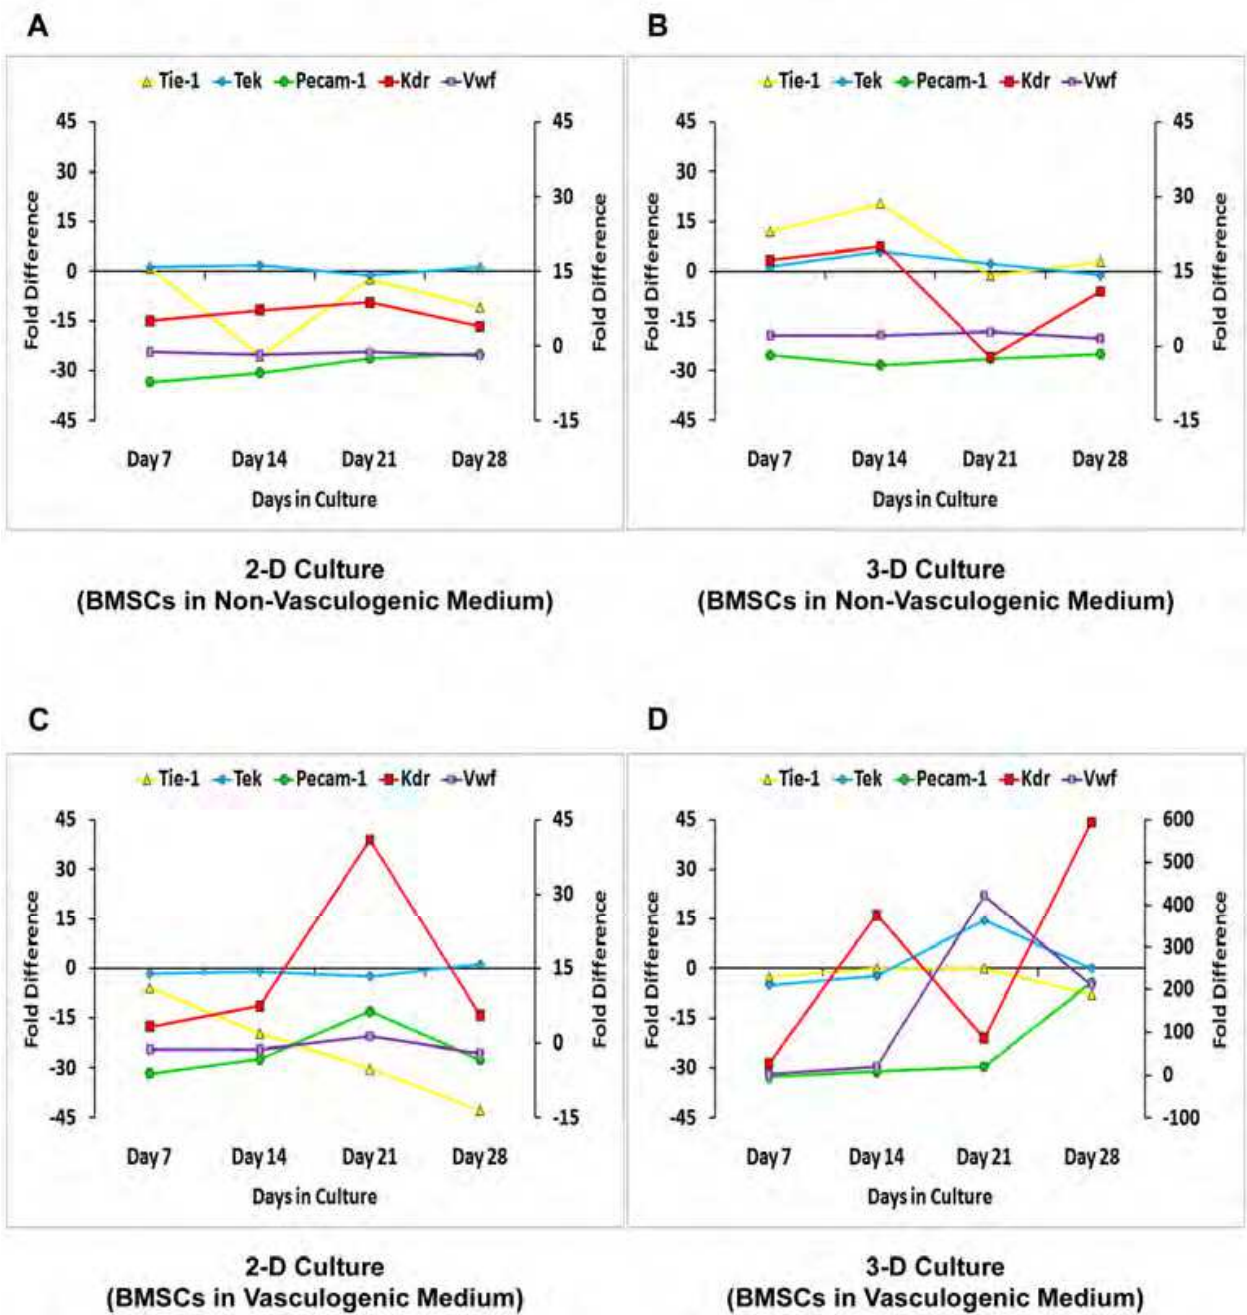 A
B
Tie-1 Tek Pecam-1 Kdr Vwf
Tie-1 Tek Pecam-1 Kdr Vwf
45 45
30
30
15
15
0
-15
0
-30
-45 -15
Fold Difference
Fold Difference
Day 7 Day 14 Day 21 Day 28
Days in Culture
45 45
30
30
15
15
0
-15
0
-30
-45 -15
Fold Difference
Fold Difference
Day 7 Day 14 Day 21 Day 28
Days in Culture
2-D Culture
(BMSCs in Non-Vasculogenic Medium)
3-D Culture
(BMSCs in Non-Vasculogenic Medium)
C
D
Tie-1 Tek Pecam-1 Kdr Vwf
Tie-1 Tek Pecam-1 Kdr Vwf
45 45
30
30
15
15
0
-15
0
-30
-45 -15
Fold Difference
Fold Difference
Day 7 Day 14 Day 21 Day 28
Days in Culture
45 600
30 500
400
15
300
0
200
-15
100
-30 0
-45 -100
Fold Difference
Fold Difference
Day 7 Day 14 Day 21 Day 28
Days in Culture
2-D Culture
(BMSCs in Vasculogenic Medium)
3-D Culture
(BMSCs in Vasculogenic Medium)